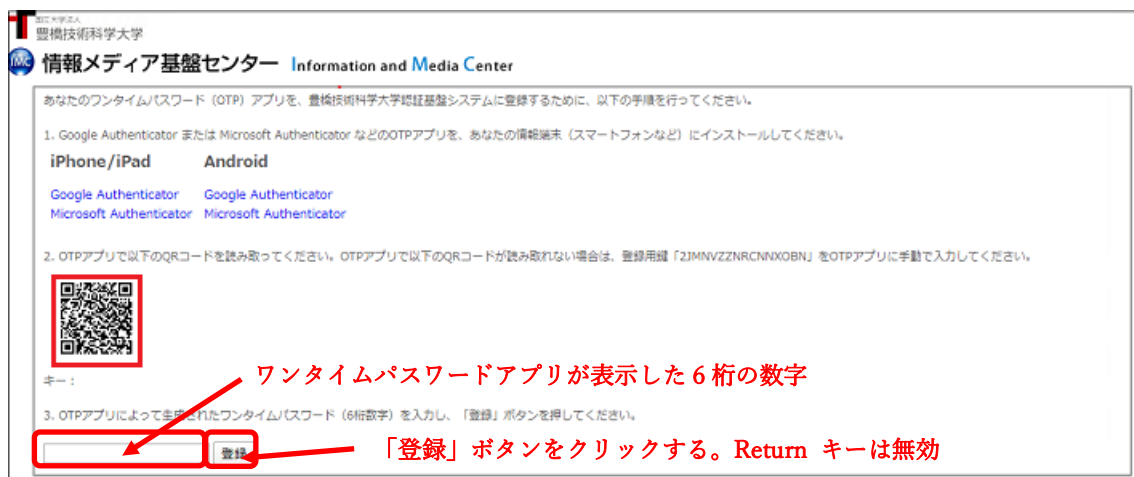 国立大学法人
豊橋技術科学大学
IMC 情報メディア基盤センター Information and Media Center
あなたのワンタイムパスワード（OTP）アプリを、豊橋技術科学大学認証基盤システムに登録するために、以下の手順を行ってください。
1. Google Authenticator または Microsoft Authenticator などのOTPアプリを、あなたの情報端末（スマートフォンなど）にインストールしてください。
iPhone/iPad Android
Google Authenticator Google Authenticator
Microsoft Authenticator Microsoft Authenticator
2. OTPアプリで以下のQRコードを読み取ってください。OTPアプリで以下のQRコードが読み取れない場合は、登録用鍵「2JMNVZZNRCNNXOBN」をOTPアプリに手動で入力してください。
ワンタイムパスワードアプリが表示した6桁の数字
キー：
3. OTPアプリによって生成されたワンタイムパスワード（6桁数字）を入力し、「登録」ボタンを押してください。
登録
「登録」ボタンをクリックする。Return キーは無効